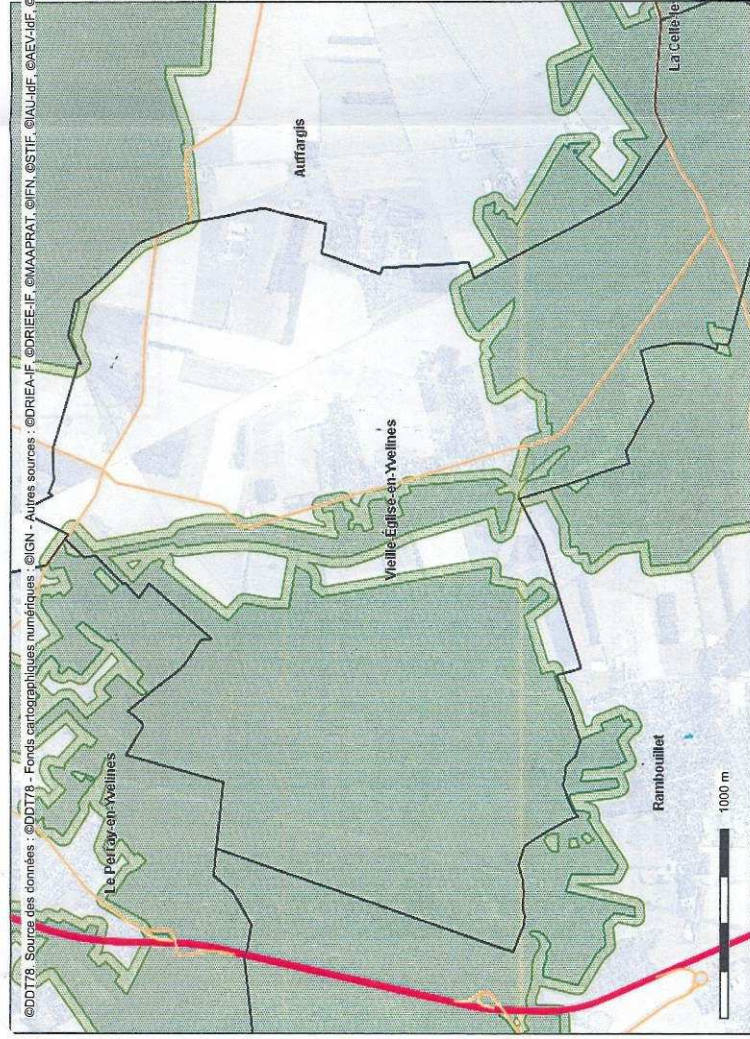 ©DDT78. Source des données : ©DDT78 - Fonds cartographiques numériques : ©IGN - Autres sources : ©DRIEA-IF, ©DRIEE-IF, ©MAAPRAT, ©IFN, ©STIF, ©IAU-IdF, ©AEV-IdF, ©
Le Perray-en-Yvelines
Auffargis
Vieille-Église-en-Yvelines
Rambouillet
La Celle-le
1000 m